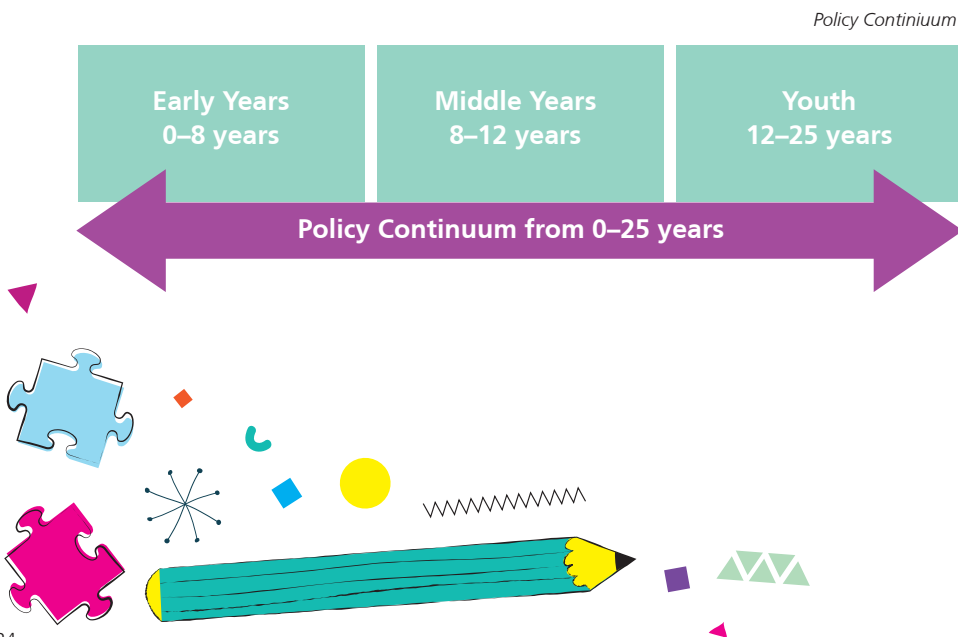 Policy Continiuum
Early Years
0–8 years
Middle Years
8–12 years
Youth
12–25 years
Policy Continuum from 0–25 years